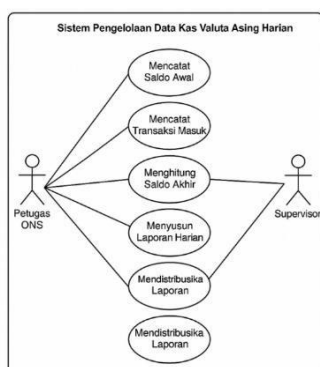 Sistem Pengelolaan Data Kas Valuta Asing Harian
Mencatat
Saldo Awal
Mencatat
Transaksi Masuk
Menghitung
Saldo Akhir
Petugas
ONS
Supervisor
Menyusun
Laporan Harian
Mendistribusika
Laporan
Mendistribusika
Laporan